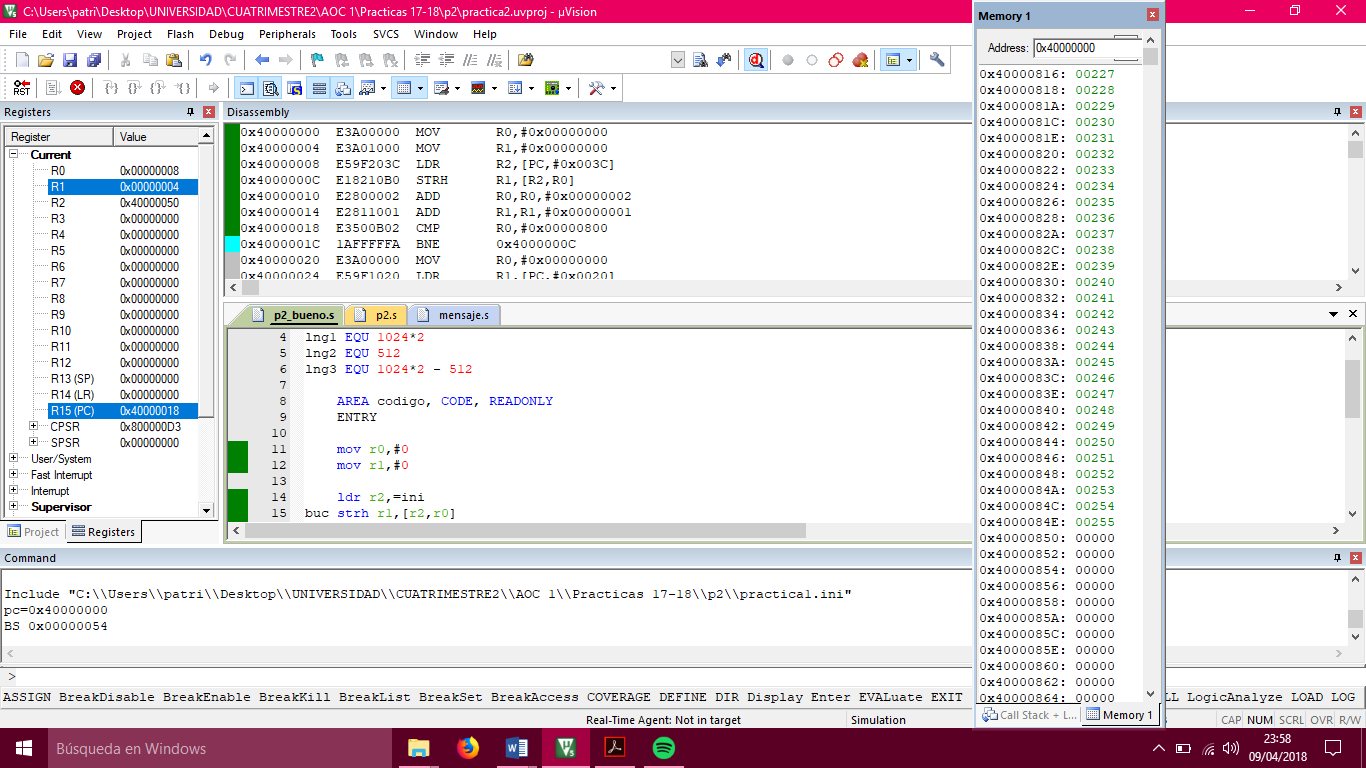 C:\Users\patri\Desktop\UNIVERSIDAD\CUATRIMESTRE2\AOC 1\Practicas 17-18\p2\practica2.uvproj - µVision
File Edit View Project Flash Debug Peripherals Tools SVCS Window Help
Registers
Register Value
Current
R0 0x00000008
R1 0x00000004
R2 0x40000050
R3 0x00000000
R4 0x00000000
R5 0x00000000
R6 0x00000000
R7 0x00000000
R8 0x00000000
R9 0x00000000
R10 0x00000000
R11 0x00000000
R12 0x00000000
R13 (SP) 0x00000000
R14 (LR) 0x00000000
R15 (PC) 0x40000018
CPSR 0x800000D3
SPSR 0x00000000
User/System
Fast Interrupt
Interrupt
Supervisor
Project Registers
Disassembly
0x40000000 E3A00000 MOV R0,#0x00000000
0x40000004 E3A01000 MOV R1,#0x00000000
0x40000008 E59F203C LDR R2,[PC,#0x003C]
0x4000000C E18210B0 STRH R1,[R2,R0]
0x40000010 E2800002 ADD R0,R0,#0x00000002
0x40000014 E2811001 ADD R1,R1,#0x00000001
0x40000018 E3500B02 CMP R0,#0x00000800
0x4000001C 1AFFFFFA BNE 0x4000000C
0x40000020 E3A00000 MOV R0,#0x00000000
0x40000024 E59F1020 LDR R1,[PC,#0x0020]
p2_bueno.s p2.s mensaje.s
4 lng1 EQU 1024*2
5 lng2 EQU 512
6 lng3 EQU 1024*2 - 512
7
8 AREA codigo, CODE, READONLY
9 ENTRY
10
11 mov r0,#0
12 mov r1,#0
13
14 ldr r2,=ini
15 buc strh r1,[r2,r0]
Memory 1
Address: 0x40000000
0x40000816: 00227
0x40000818: 00228
0x4000081A: 00229
0x4000081C: 00230
0x4000081E: 00231
0x40000820: 00232
0x40000822: 00233
0x40000824: 00234
0x40000826: 00235
0x40000828: 00236
0x4000082A: 00237
0x4000082C: 00238
0x4000082E: 00239
0x40000830: 00240
0x40000832: 00241
0x40000834: 00242
0x40000836: 00243
0x40000838: 00244
0x4000083A: 00245
0x4000083C: 00246
0x4000083E: 00247
0x40000840: 00248
0x40000842: 00249
0x40000844: 00250
0x40000846: 00251
0x40000848: 00252
0x4000084A: 00253
0x4000084C: 00254
0x4000084E: 00255
0x40000850: 00000
0x40000852: 00000
0x40000854: 00000
0x40000856: 00000
0x40000858: 00000
0x4000085A: 00000
0x4000085C: 00000
0x4000085E: 00000
0x40000860: 00000
0x40000862: 00000
0x40000864: 00000
Call Stack + L... Memory 1
Command
Include "C:\\Users\\patri\\Desktop\\UNIVERSIDAD\\CUATRIMESTRE2\\AOC 1\\Practicas 17-18\\p2\\practica1.ini"
pc=0x40000000
BS 0x00000054
>
ASSIGN BreakDisable BreakEnable BreakKill BreakList BreakSet BreakAccess COVERAGE DEFINE DIR Display Enter EVALuate EXIT LL LogicAnalyze LOAD LOG
Real-Time Agent: Not in target Simulation CAP NUM SCRL OVR R/W
Búsqueda en Windows
23:58
09/04/2018